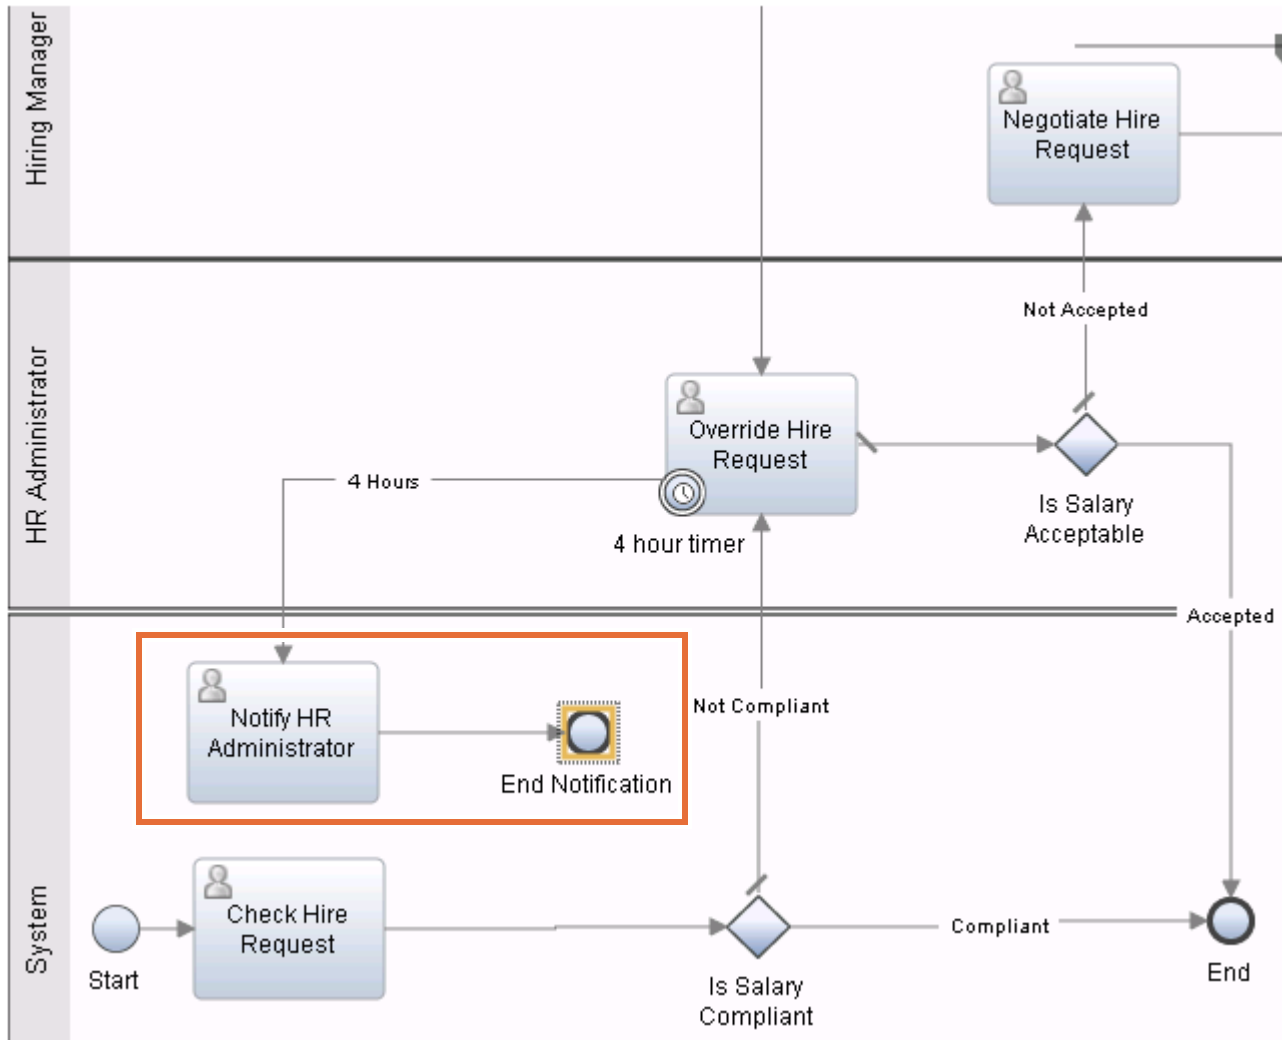 Hiring Manager
Negotiate Hire
Request
Not Accepted
HR Administrator
Override Hire
Request
4 Hours
Is Salary
Acceptable
4 hour timer
Accepted
System
Notify HR
Administrator
Not Compliant
End Notification
Check Hire
Request
Compliant
Start
Is Salary
Compliant
End